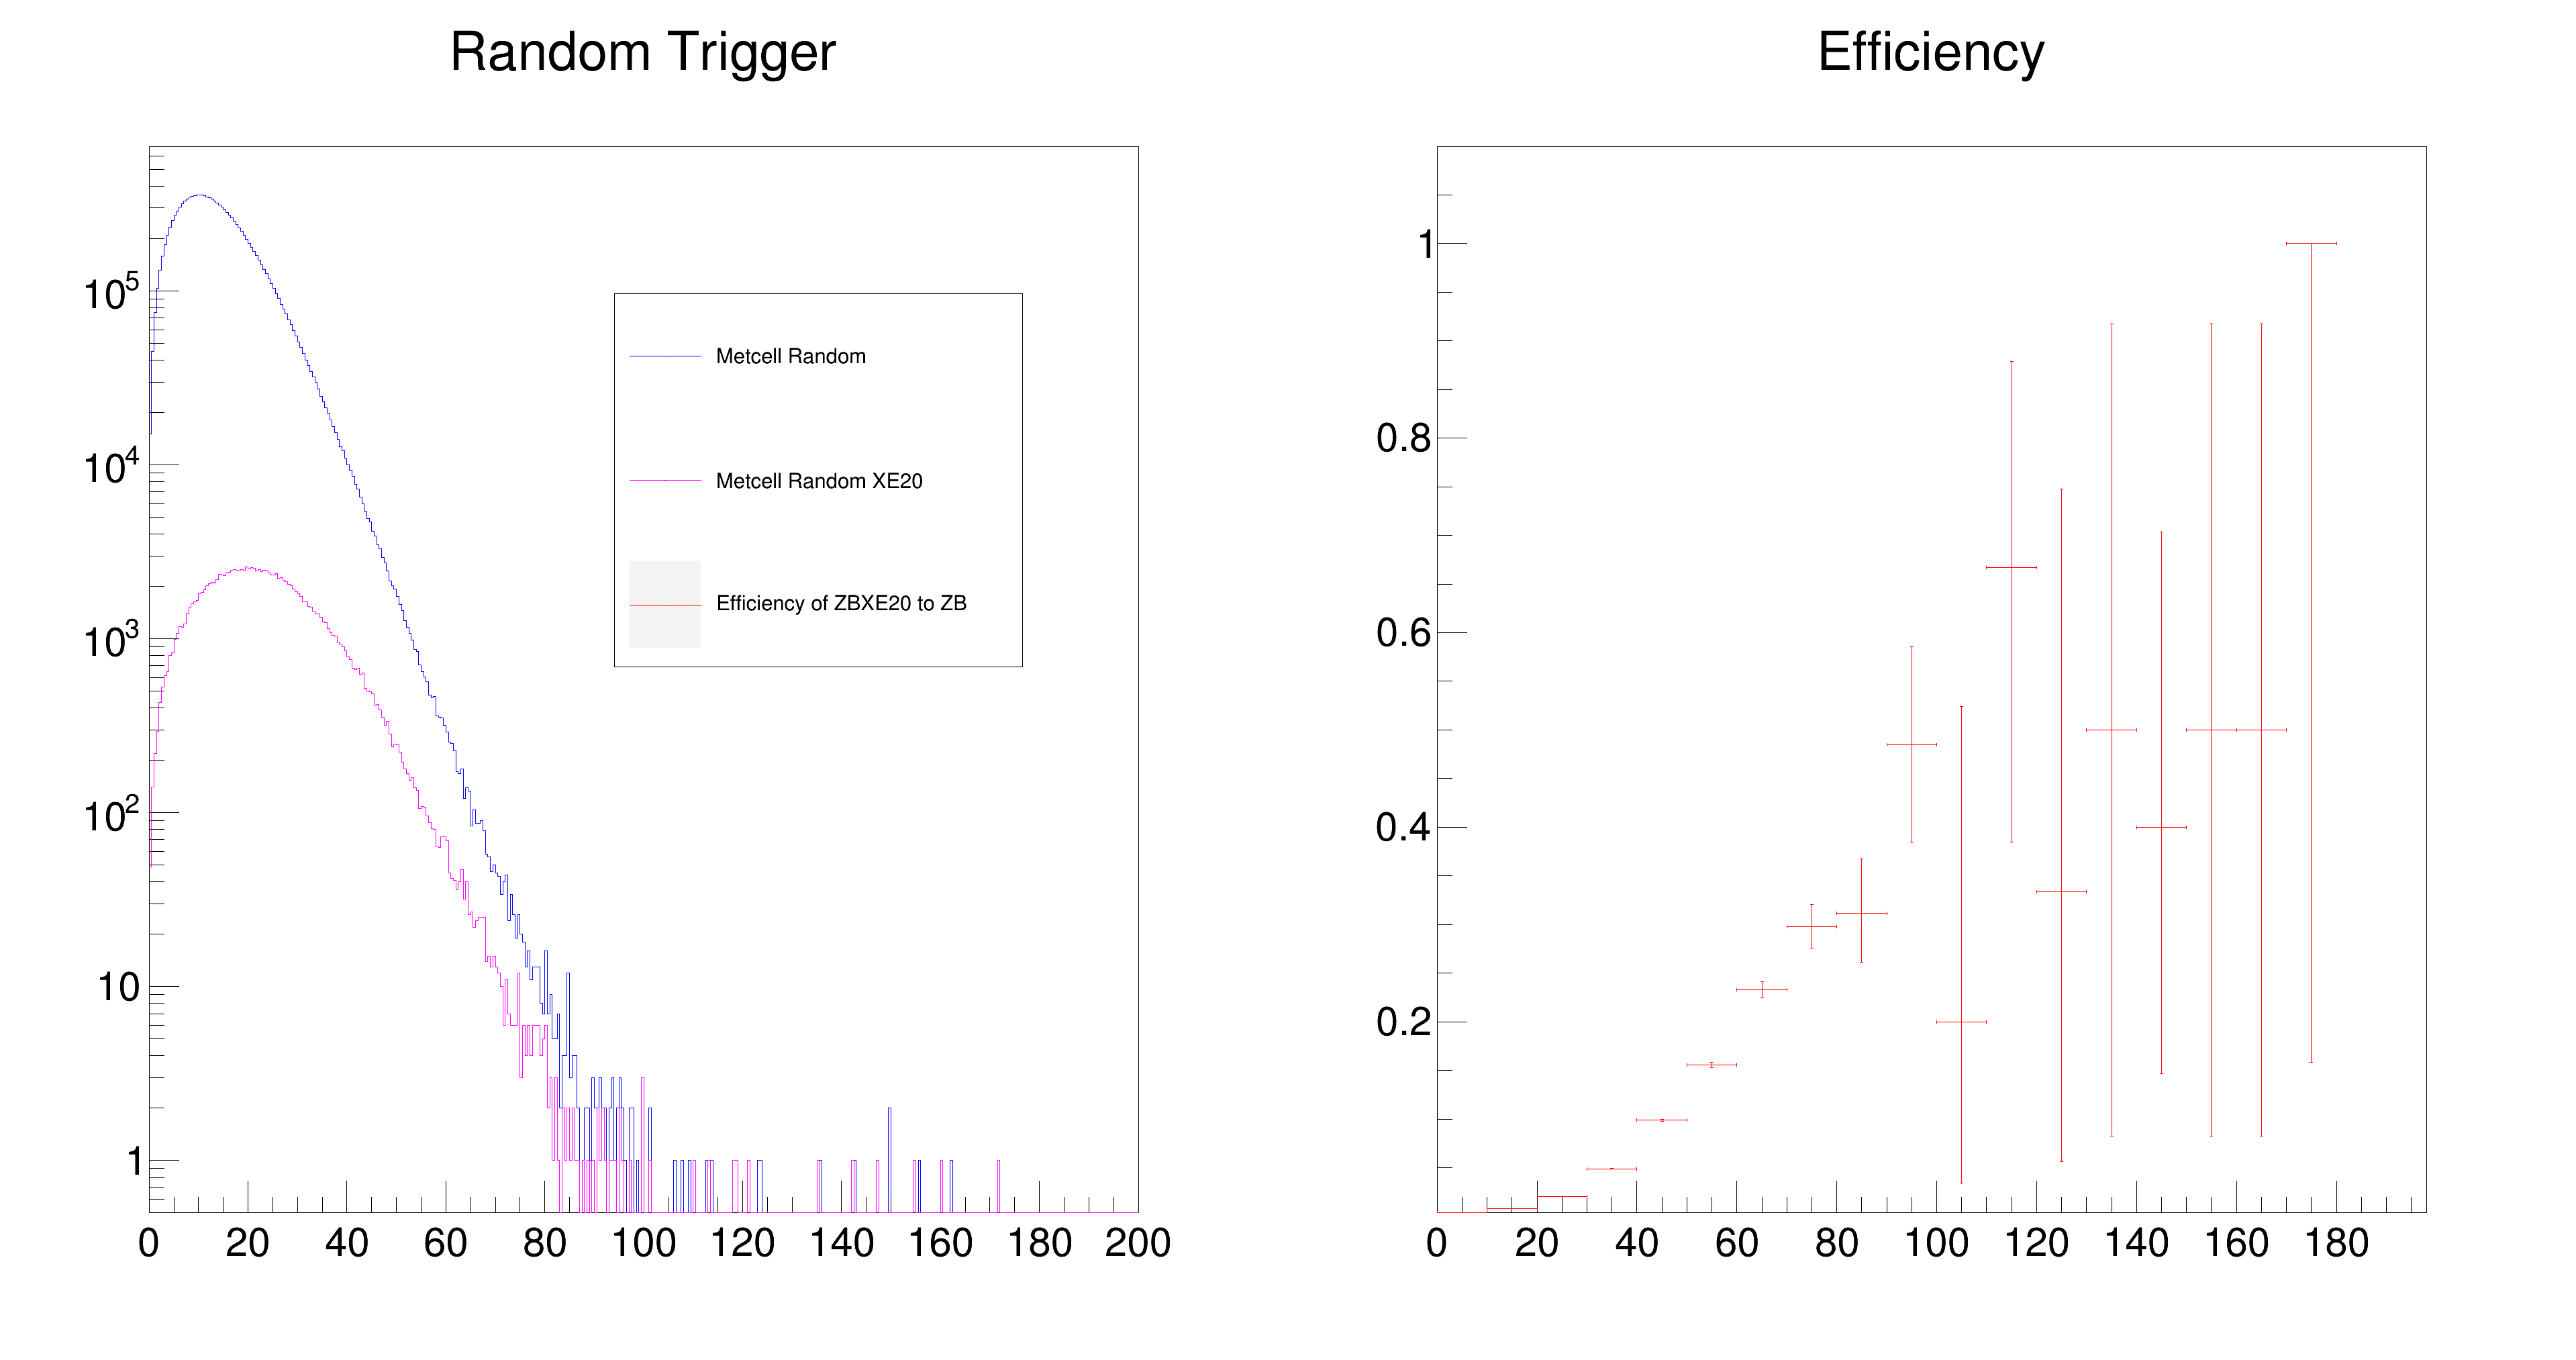 Random Trigger
10^5
10^4
10^3
10^2
10
1
0 20 40 60 80 100 120 140 160 180 200
Metcell Random
Metcell Random XE20
Efficiency of ZBXE20 to ZB
Efficiency
1
0.8
0.6
0.4
0.2
0 20 40 60 80 100 120 140 160 180